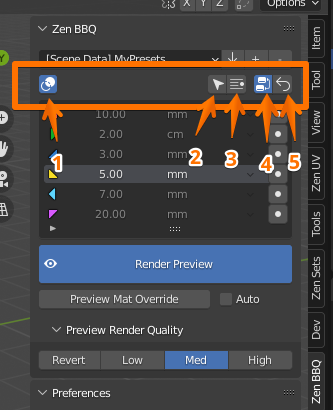 X Y Z Options
Zen BBQ
[Scene Data] MyPresets
10.00 mm
2.00 cm
3.00 mm
5.00 mm
7.00 mm
20.00 mm
1 2 3 4 5
Render Preview
Preview Mat Override Auto
Preview Render Quality
Revert Low Med High
Preferences
Item
Tool
View
Zen UV
Tools
Zen Sets
Dev
Zen BBQ